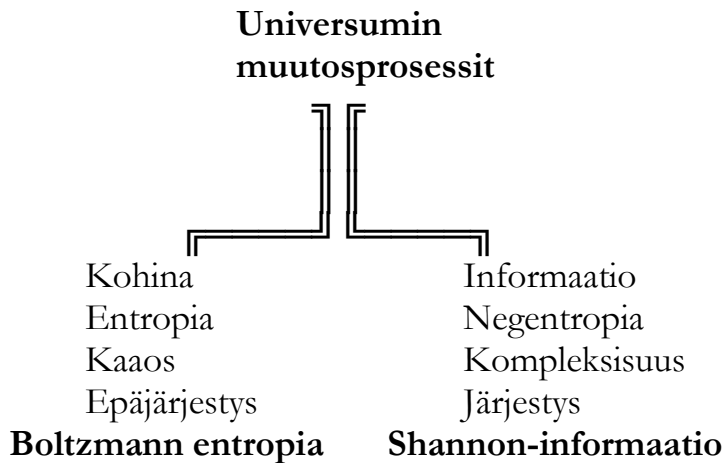 Universumin
muutosprosessit
Kohina
Entropia
Kaaos
Epäjärjestys
Boltzmann entropia
Informaatio
Negentropia
Kompleksisuus
Järjestys
Shannon-informaatio